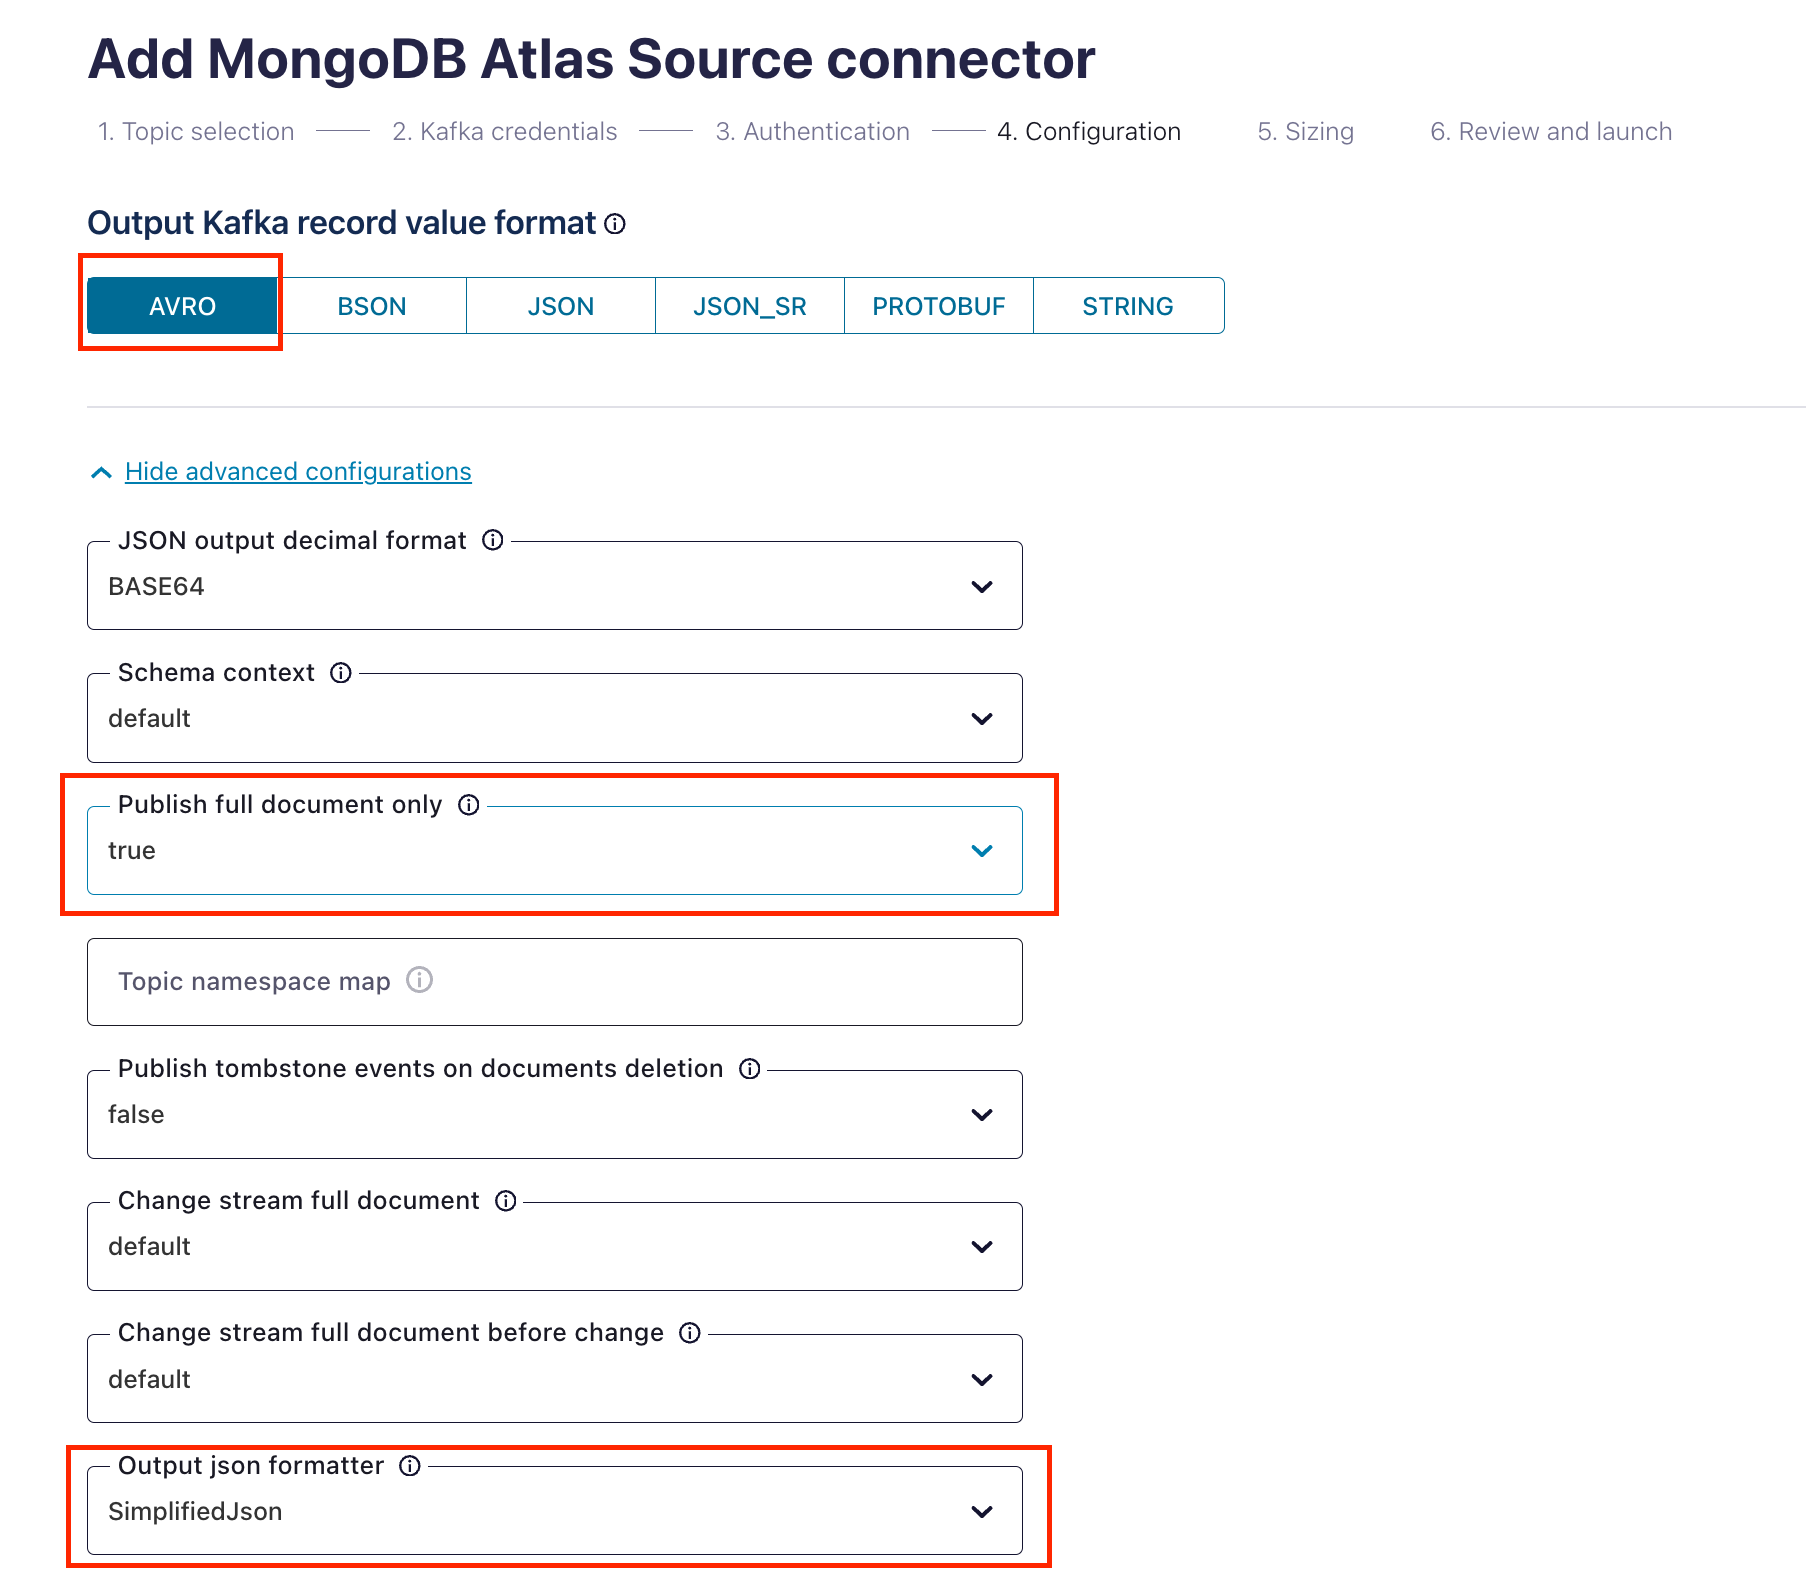 Add MongoDB Atlas Source connector
1. Topic selection 2. Kafka credentials 3. Authentication 4. Configuration 5. Sizing 6. Review and launch
Output Kafka record value format
AVRO BSON JSON JSON_SR PROTOBUF STRING
Hide advanced configurations
JSON output decimal format
BASE64
Schema context
default
Publish full document only
true
Topic namespace map
Publish tombstone events on documents deletion
false
Change stream full document
default
Change stream full document before change
default
Output json formatter
SimplifiedJson